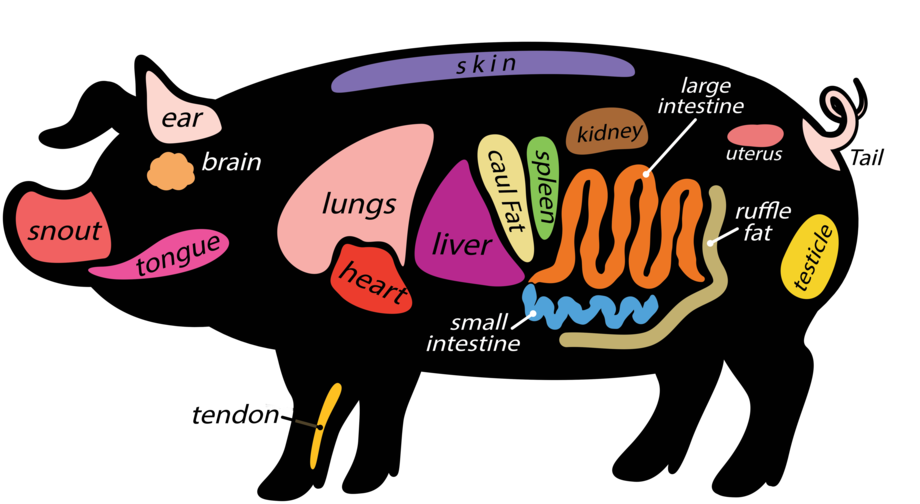 skin
large
intestine
ear
kidney
brain
uterus
Tail
caul Fat
spleen
lungs
snout
ruffle
fat
liver
tongue
testicle
heart
small
intestine
tendon